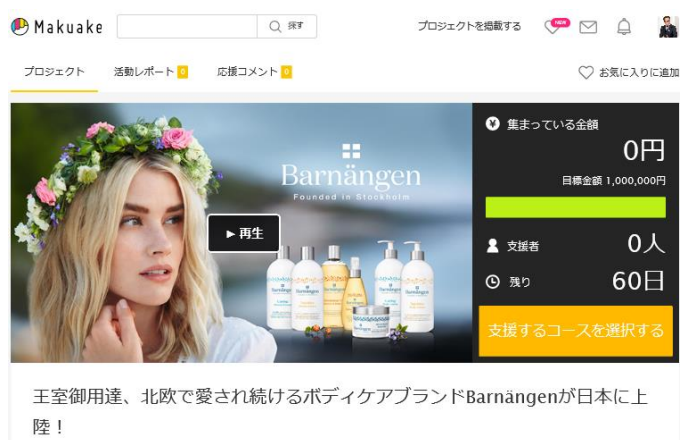 Makuake
探す
プロジェクトを掲載する
NEW
プロジェクト
活動レポート 0
応援コメント 0
お気に入りに追加
Barnängen
Founded in Stockholm
再生
集まっている金額
0円
目標金額 1,000,000円
支援者
0人
残り
60日
支援するコースを選択する
王室御用達、北欧で愛され続けるボディケアブランドBarnängenが日本に上
陸！